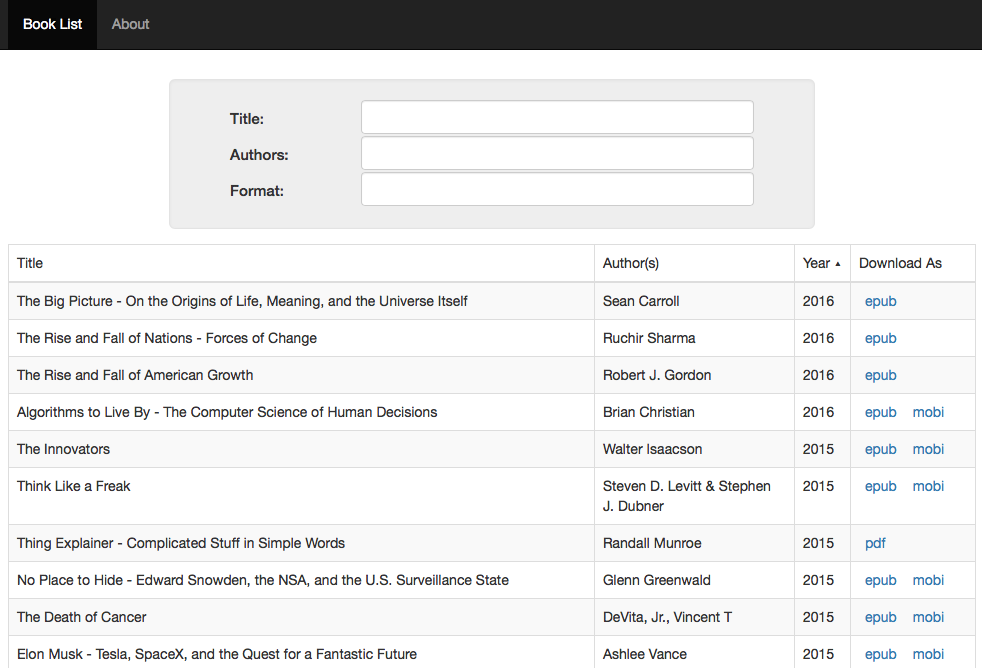 Book List About
Title:
Authors:
Format:
Title Author(s) Year ▲ Download As
The Big Picture - On the Origins of Life, Meaning, and the Universe Itself Sean Carroll 2016 epub
The Rise and Fall of Nations - Forces of Change Ruchir Sharma 2016 epub
The Rise and Fall of American Growth Robert J. Gordon 2016 epub
Algorithms to Live By - The Computer Science of Human Decisions Brian Christian 2016 epub mobi
The Innovators Walter Isaacson 2015 epub mobi
Think Like a Freak Steven D. Levitt & Stephen 2015 epub mobi
J. Dubner
Thing Explainer - Complicated Stuff in Simple Words Randall Munroe 2015 pdf
No Place to Hide - Edward Snowden, the NSA, and the U.S. Surveillance State Glenn Greenwald 2015 epub mobi
The Death of Cancer DeVita, Jr., Vincent T 2015 epub mobi
Elon Musk - Tesla, SpaceX, and the Quest for a Fantastic Future Ashlee Vance 2015 epub mobi